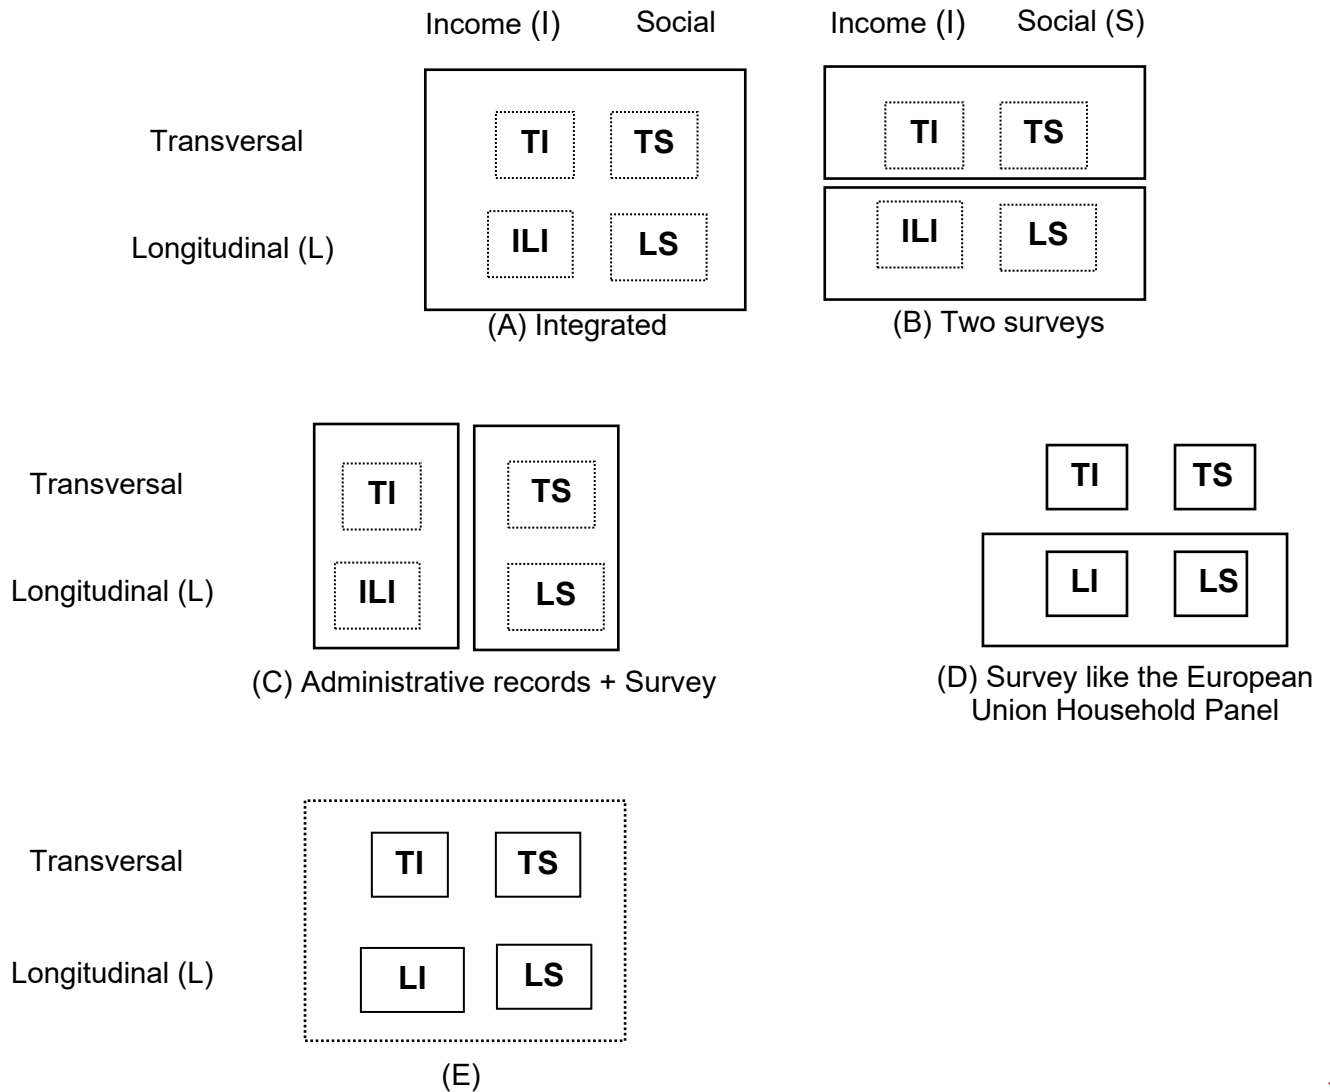 Income (I) Social Income (I) Social (S)
Transversal TI TS TI TS
Longitudinal (L) ILI LS ILI LS
(A) Integrated (B) Two surveys
Transversal TI TS TI TS
Longitudinal (L) ILI LS LI LS
(C) Administrative records + Survey (D) Survey like the European
Union Household Panel
Transversal TI TS
Longitudinal (L) LI LS
(E)